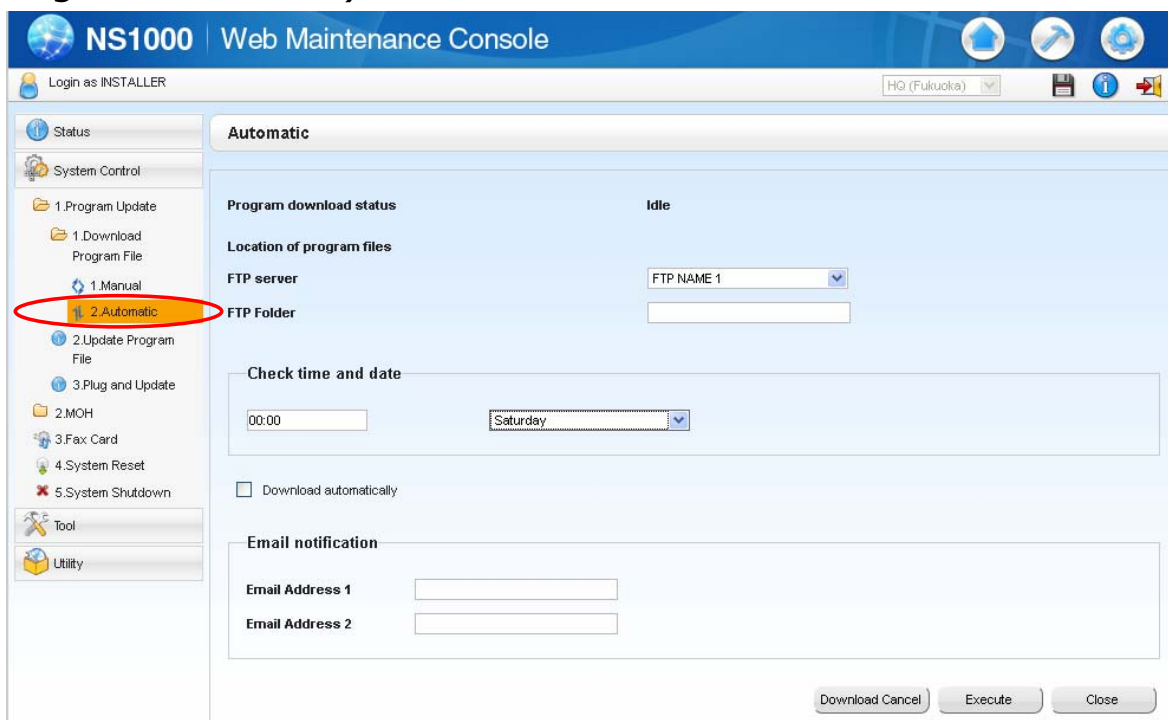 NS1000 Web Maintenance Console
Login as INSTALLER
HQ (Fukuoka)
Status
System Control
1.Program Update
1.Download
Program File
1.Manual
2.Automatic
2.Update Program
File
3.Plug and Update
2.MOH
3.Fax Card
4.System Reset
5.System Shutdown
Tool
Utility
Automatic
Program download status Idle
Location of program files
FTP server FTP NAME 1
FTP Folder
Check time and date
00:00 Saturday
Download automatically
Email notification
Email Address 1
Email Address 2
Download Cancel Execute Close